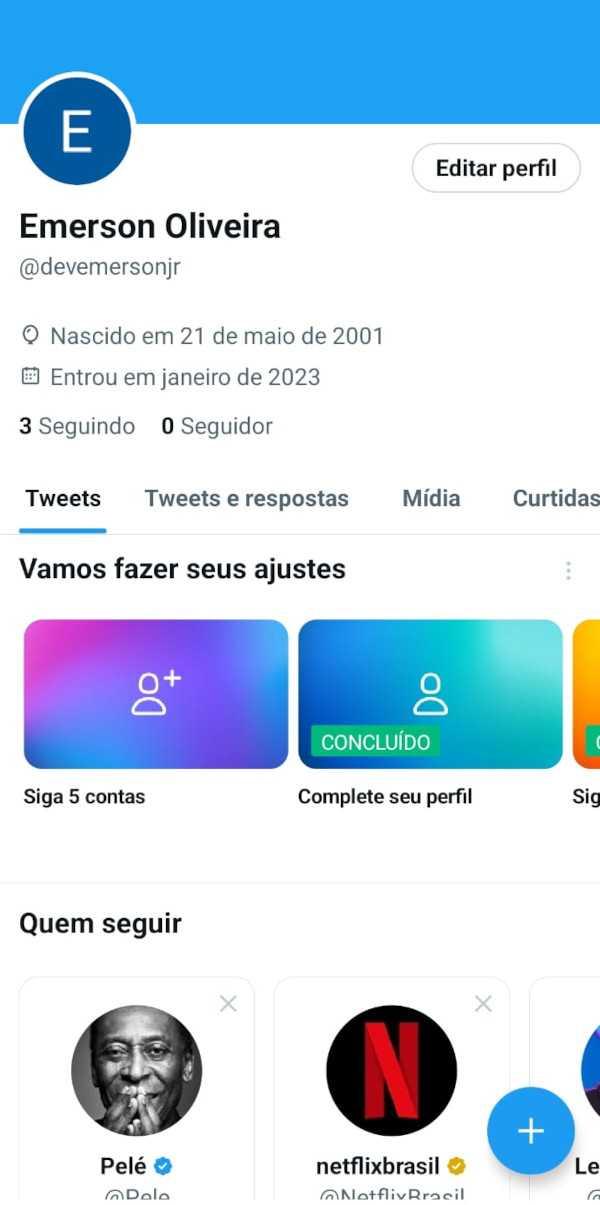 E
Editar perfil
Emerson Oliveira
@devemersonjr
Nascido em 21 de maio de 2001
Entrou em janeiro de 2023
3 Seguindo 0 Seguidor
Tweets Tweets e respostas Mídia Curtidas
Vamos fazer seus ajustes
CONCLUÍDO
Siga 5 contas Complete seu perfil Sig
Quem seguir
N
Pelé netflixbrasil Le
@Pele @NetflixBrasil